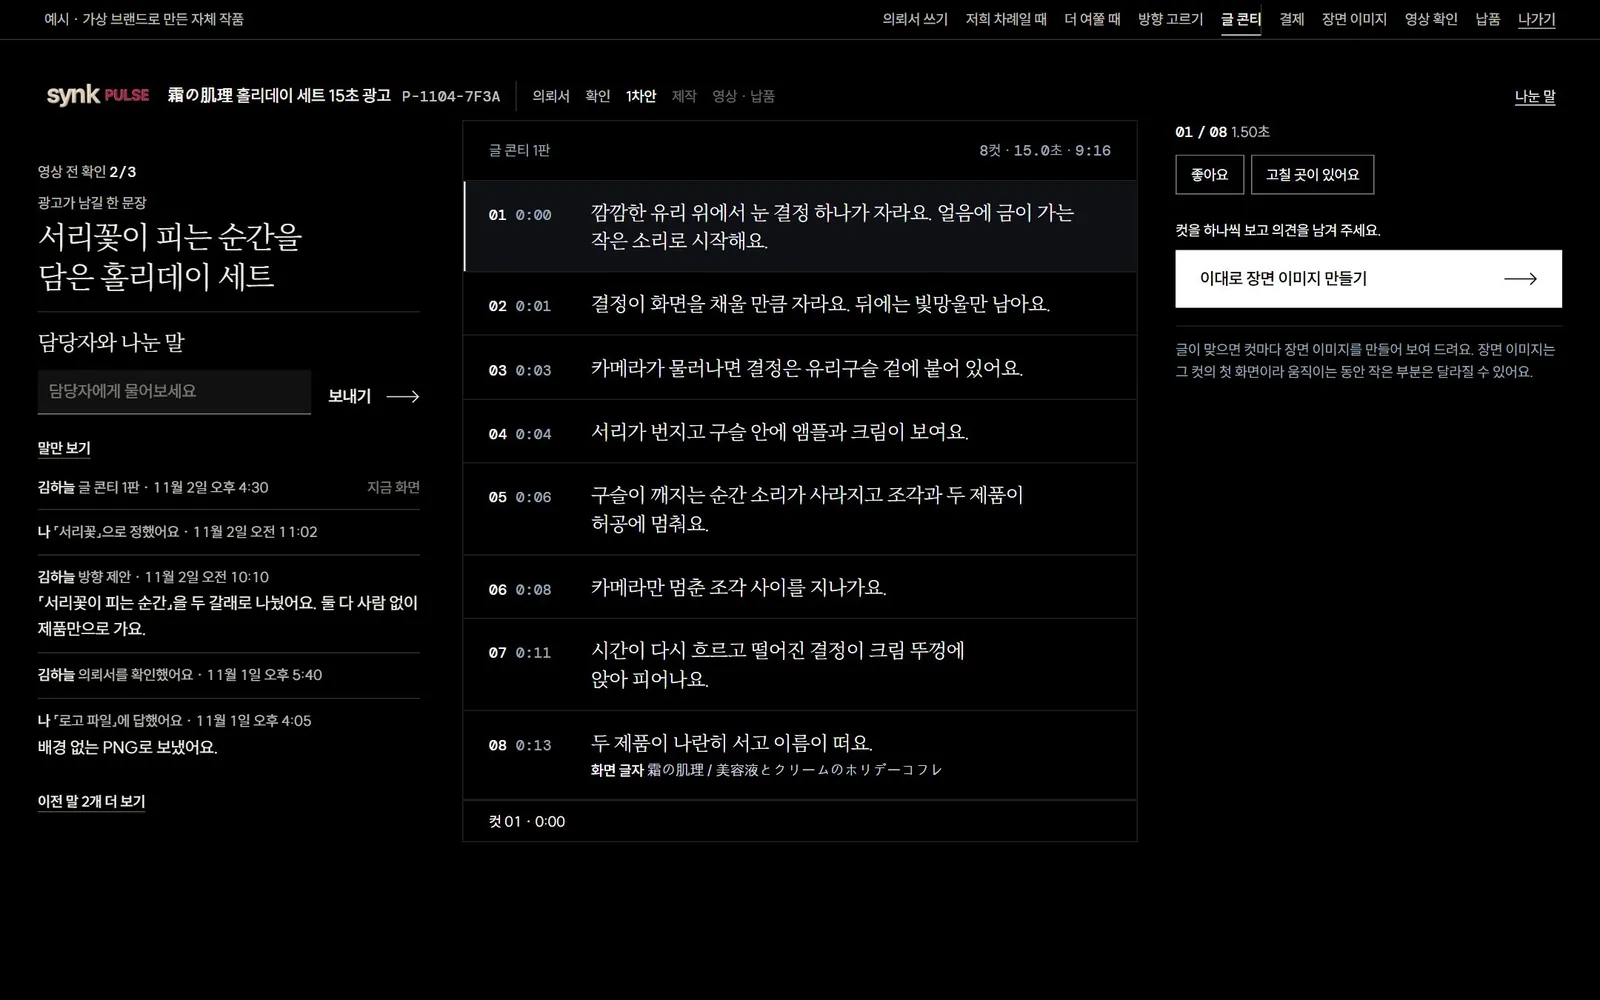 예시 · 가상 브랜드로 만든 자체 작품
의뢰서 쓰기 저희 차례일 때 더 여쭐 때 방향 고르기 글 콘티 결제 장면 이미지 영상 확인 납품 나가기
synk PULSE 霜の肌理 홀리데이 세트 15초 광고 P-1104-7F3A 의뢰서 확인 1차안 제작 영상 · 납품 나눈 말
영상 전 확인 2/3
광고가 남길 한 문장
서리꽃이 피는 순간을
담은 홀리데이 세트
담당자와 나눈 말
담당자에게 물어보세요 보내기
말만 보기
김하늘 글 콘티 1판 · 11월 2일 오후 4:30 지금 화면
나 「서리꽃」으로 정했어요 · 11월 2일 오전 11:02
김하늘 방향 제안 · 11월 2일 오전 10:10
「서리꽃이 피는 순간」을 두 갈래로 나눴어요. 둘 다 사람 없이
제품만으로 가요.
김하늘 의뢰서를 확인했어요 · 11월 1일 오후 5:40
나 「로고 파일」에 답했어요 · 11월 1일 오후 4:05
배경 없는 PNG로 보냈어요.
이전 말 2개 더 보기
글 콘티 1판 8컷 · 15.0초 · 9:16
01 0:00 깜깜한 유리 위에서 눈 결정 하나가 자라요. 얼음에 금이 가는
작은 소리로 시작해요.
02 0:01 결정이 화면을 채울 만큼 자라요. 뒤에는 빛망울만 남아요.
03 0:03 카메라가 물러나면 결정은 유리구슬 겉에 붙어 있어요.
04 0:04 서리가 번지고 구슬 안에 앰플과 크림이 보여요.
05 0:06 구슬이 깨지는 순간 소리가 사라지고 조각과 두 제품이
허공에 멈춰요.
06 0:08 카메라만 멈춘 조각 사이를 지나가요.
07 0:11 시간이 다시 흐르고 떨어진 결정이 크림 뚜껑에
앉아 피어나요.
08 0:13 두 제품이 나란히 서고 이름이 떠요.
화면 글자 霜の肌理 / 美容液とクリームのホリデーコフレ
컷 01 · 0:00
01 / 08 1.50초
좋아요 고칠 곳이 있어요
컷을 하나씩 보고 의견을 남겨 주세요.
이대로 장면 이미지 만들기
글이 맞으면 컷마다 장면 이미지를 만들어 보여 드려요. 장면 이미지는
그 컷의 첫 화면이라 움직이는 동안 작은 부분은 달라질 수 있어요.